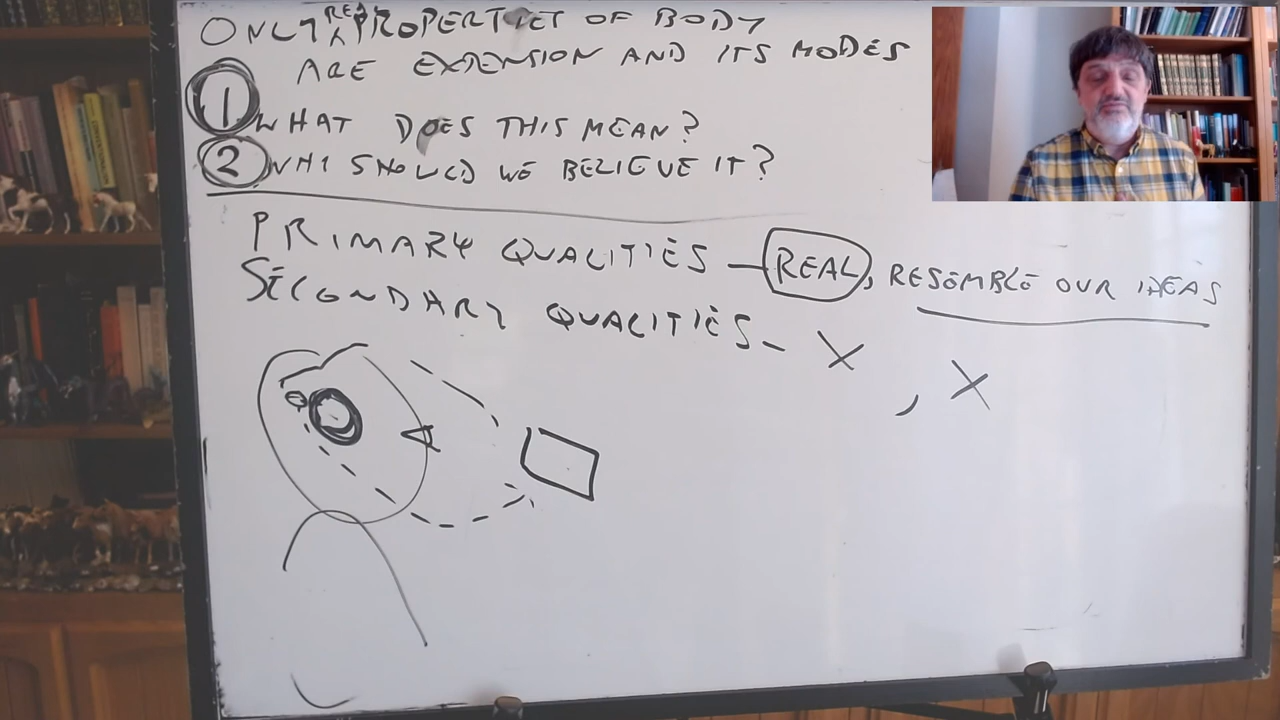 ONLY REAL PROPERTIES OF BODY
ARE EXTENSION AND ITS MODES
1 WHAT DOES THIS MEAN?
2 WHY SHOULD WE BELIEVE IT?
PRIMARY QUALITIES — REAL, RESEMBLE OUR IDEAS
SECONDARY QUALITIES - X , X